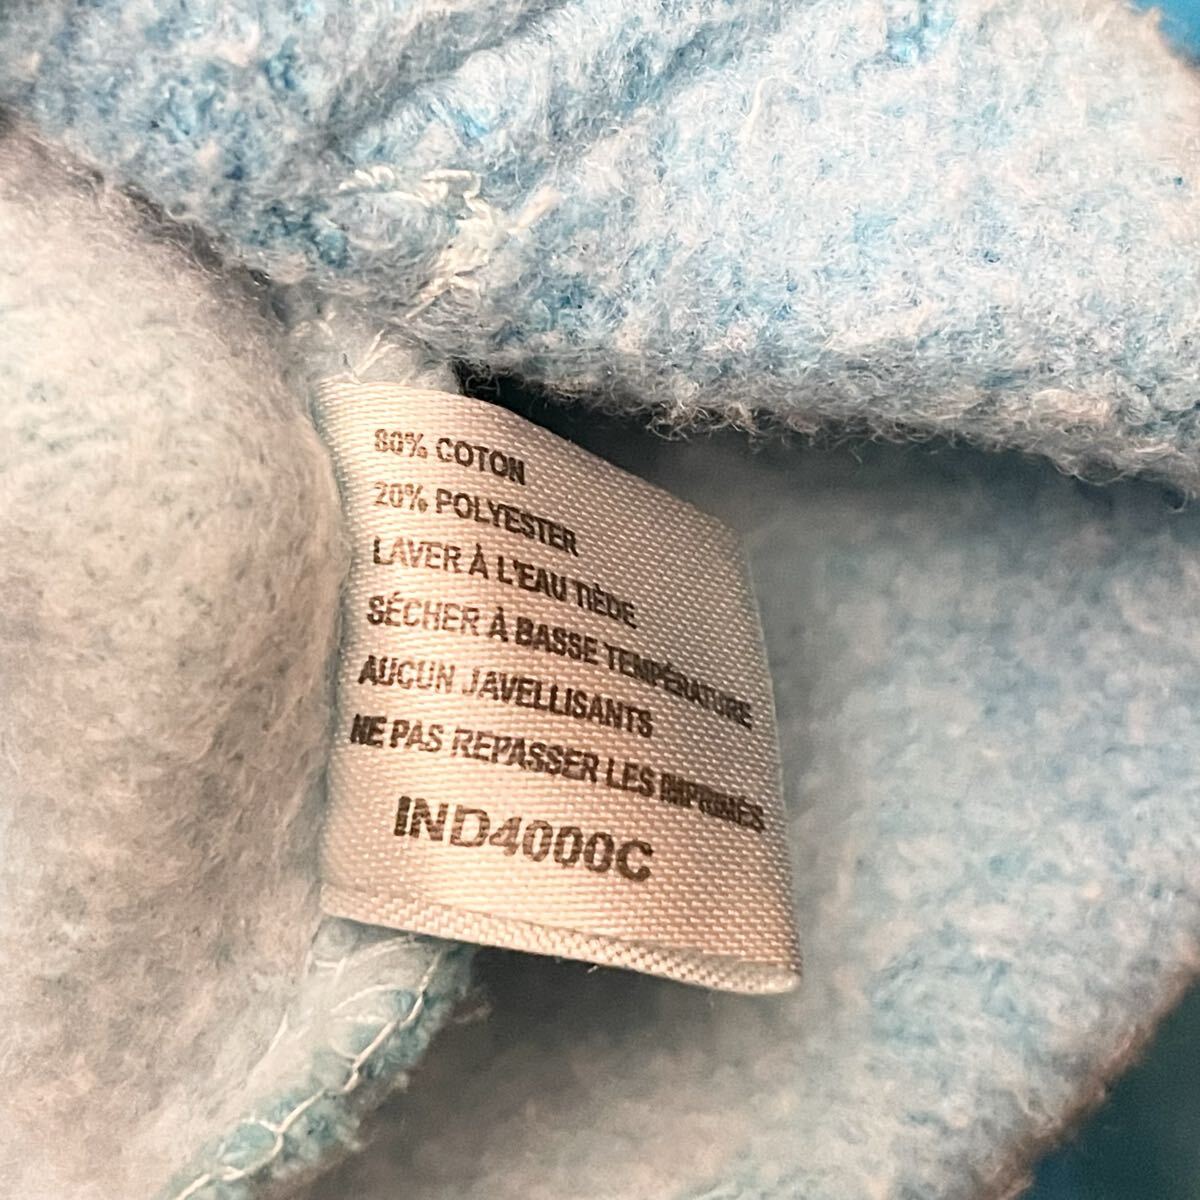 80% COTON
20% POLYESTER
LAVER À L'EAU TIÈDE
SÉCHER À BASSE TEMPÉRATURE
AUCUN JAVELLISANTS
NE PAS REPASSER LES IMPRIMÉS
IND4000C